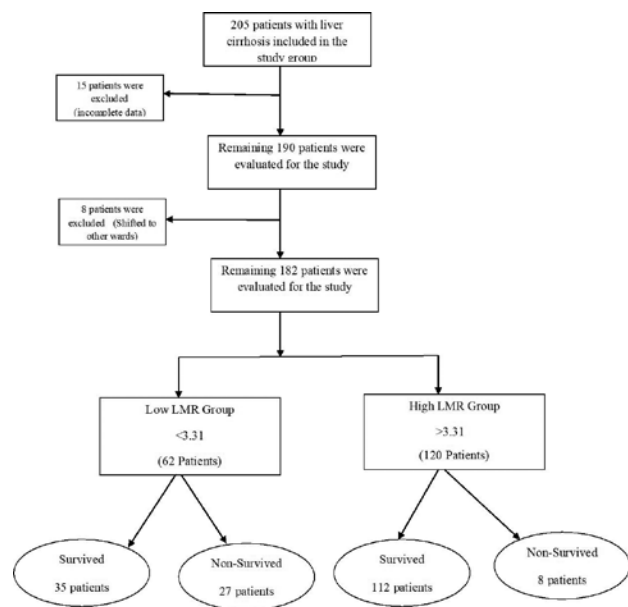 205 patients with liver
cirrhosis included in the
study group
15 patients were
excluded
(incomplete data)
Remaining 190 patients were
evaluated for the study
8 patients were
excluded (Shifted to
other wards)
Remaining 182 patients were
evaluated for the study
Low LMR Group
<3.31
(62 Patients)
High LMR Group
>3.31
(120 Patients)
Survived
35 patients
Non-Survived
27 patients
Survived
112 patients
Non-Survived
8 patients